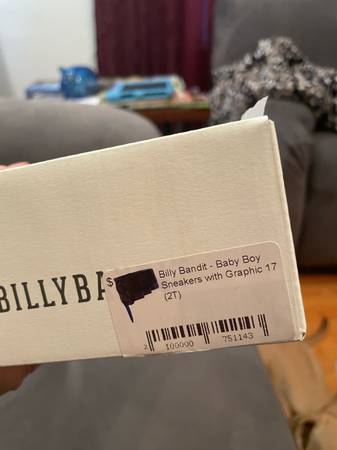 BILLYBA
$
Billy Bandit - Baby Boy
Sneakers with Graphic 17
(2T)
2 100000 751143